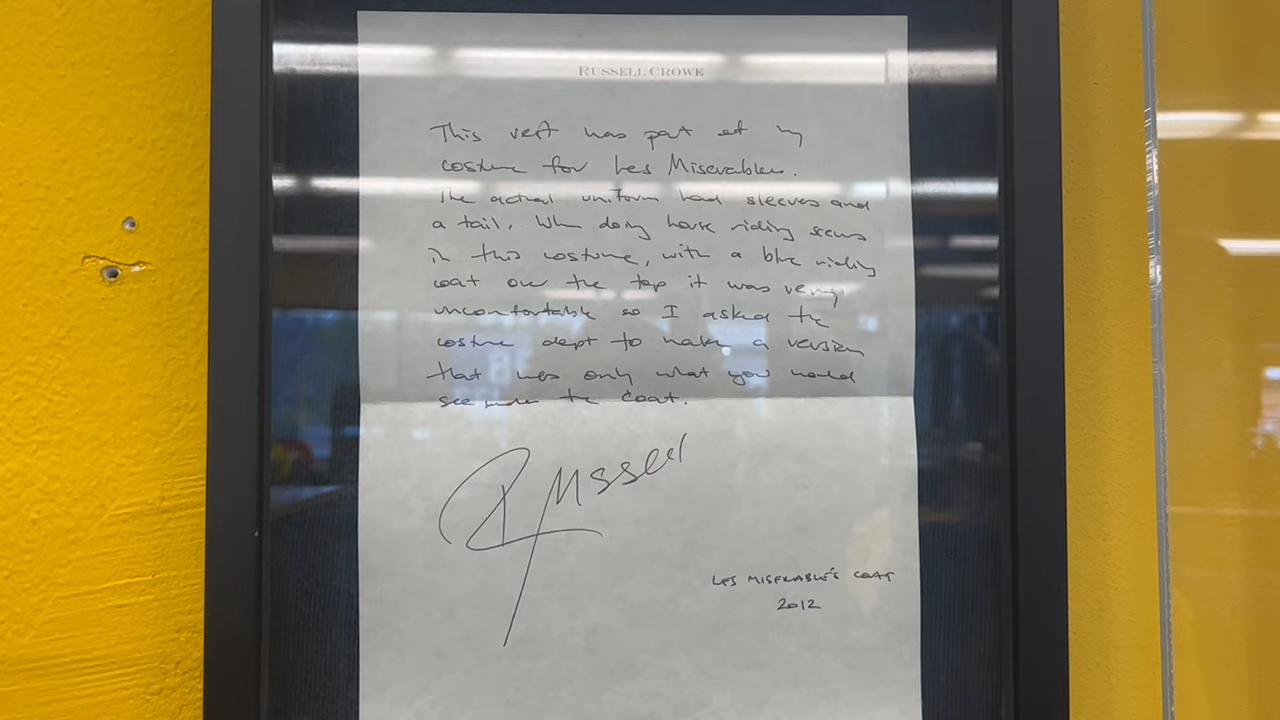 RUSSELL CROWE
This vest was part of my
costume for Les Miserables.
The actual uniform had sleeves and
a tail. When doing horse riding scenes
in this costume, with a blue riding
coat over the top it was very
uncomfortable so I asked the
costume dept to make a version
that was only what you would
see under the coat.
Russell
LES MISERABLE'S COAT
2012